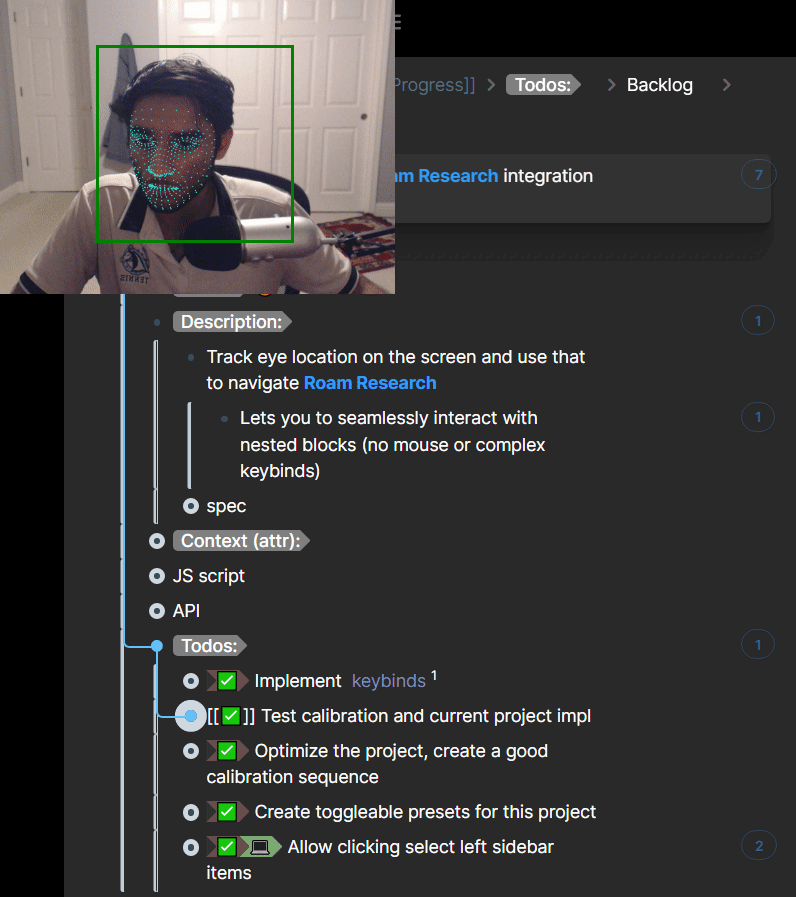 Progress]] > Todos: > Backlog >
am Research integration 7
Description: 1
Track eye location on the screen and use that
to navigate Roam Research
Lets you to seamlessly interact with 1
nested blocks (no mouse or complex
keybinds)
spec
Context (attr):
JS script
API
Todos: 1
Implement keybinds 1
[[✅]] Test calibration and current project impl
Optimize the project, create a good
calibration sequence
Create toggleable presets for this project
Allow clicking select left sidebar 2
items